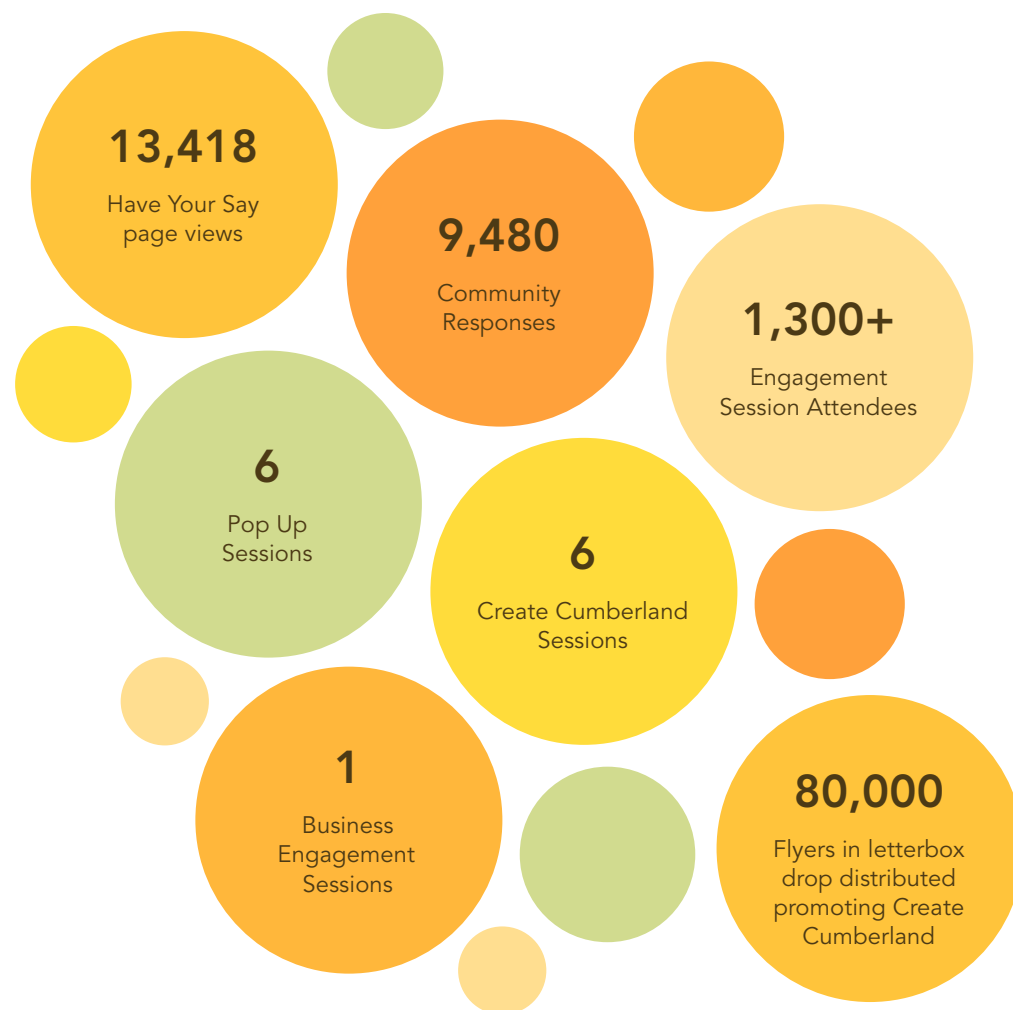 13,418
Have Your Say
page views
9,480
Community
Responses
1,300+
Engagement
Session Attendees
6
Pop Up
Sessions
6
Create Cumberland
Sessions
1
Business
Engagement
Sessions
80,000
Flyers in letterbox
drop distributed
promoting Create
Cumberland